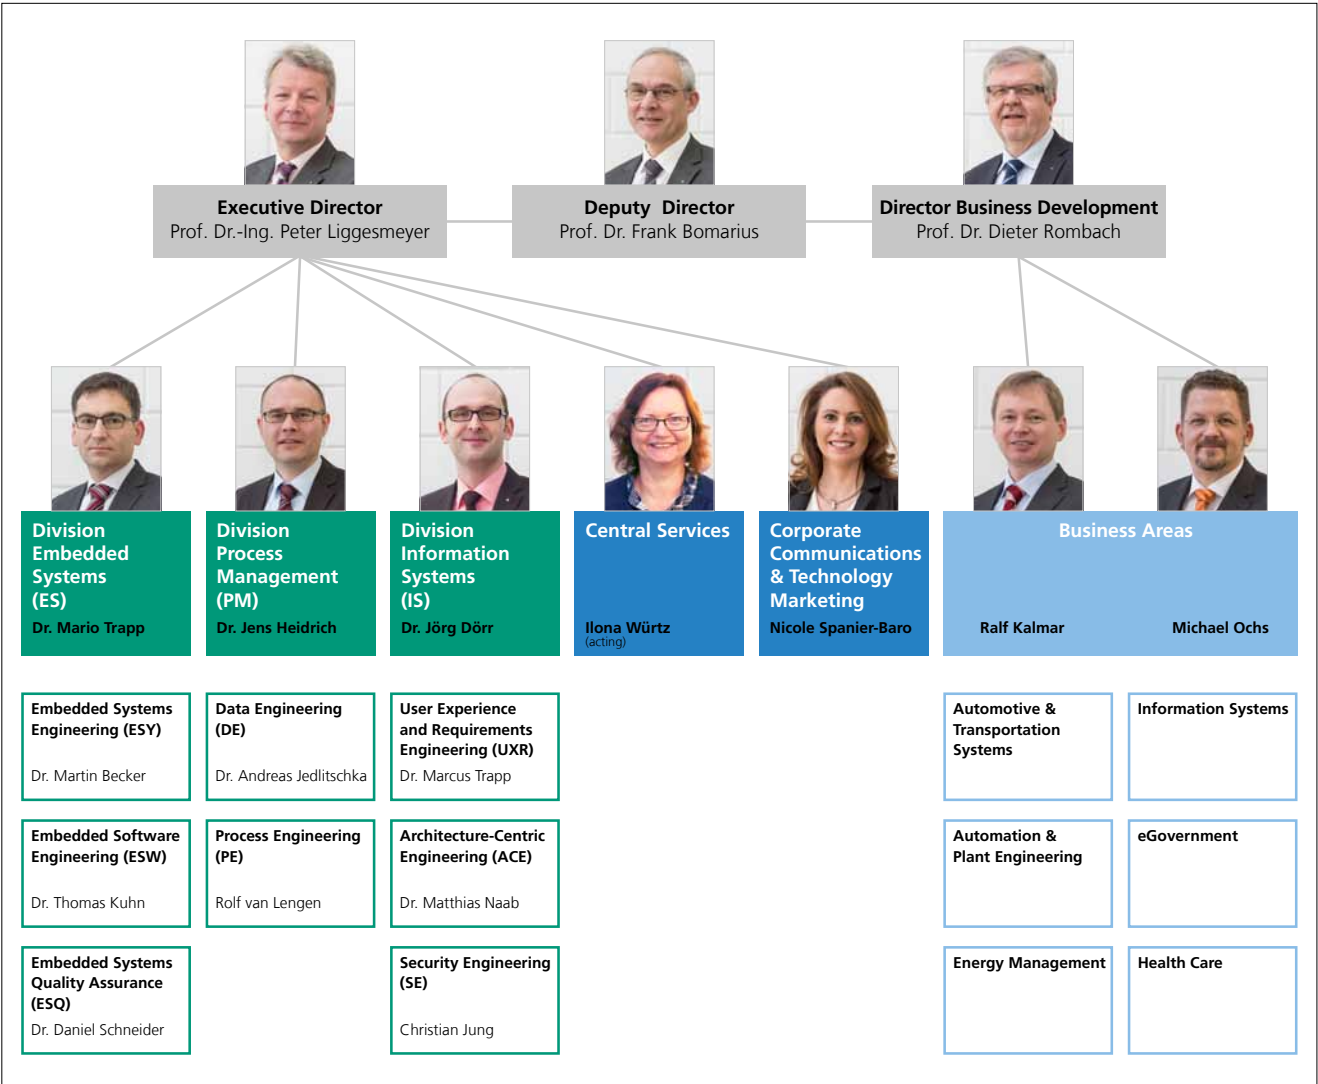 Executive Director
Prof. Dr.-Ing. Peter Liggesmeyer
Deputy Director
Prof. Dr. Frank Bomarius
Director Business Development
Prof. Dr. Dieter Rombach
Division
Embedded
Systems
(ES)
Dr. Mario Trapp
Division
Process
Management
(PM)
Dr. Jens Heidrich
Division
Information
Systems
(IS)
Dr. Jörg Dörr
Central Services
Ilona Würtz
(acting)
Corporate
Communications
& Technology
Marketing
Nicole Spanier-Baro
Business Areas
Ralf Kalmar
Michael Ochs
Embedded Systems
Engineering (ESY)
Dr. Martin Becker
Data Engineering
(DE)
Dr. Andreas Jedlitschka
User Experience
and Requirements
Engineering (UXR)
Dr. Marcus Trapp
Automotive &
Transportation
Systems
Information Systems
Embedded Software
Engineering (ESW)
Dr. Thomas Kuhn
Process Engineering
(PE)
Rolf van Lengen
Architecture-Centric
Engineering (ACE)
Dr. Matthias Naab
Automation &
Plant Engineering
eGovernment
Embedded Systems
Quality Assurance
(ESQ)
Dr. Daniel Schneider
Security Engineering
(SE)
Christian Jung
Energy Management
Health Care